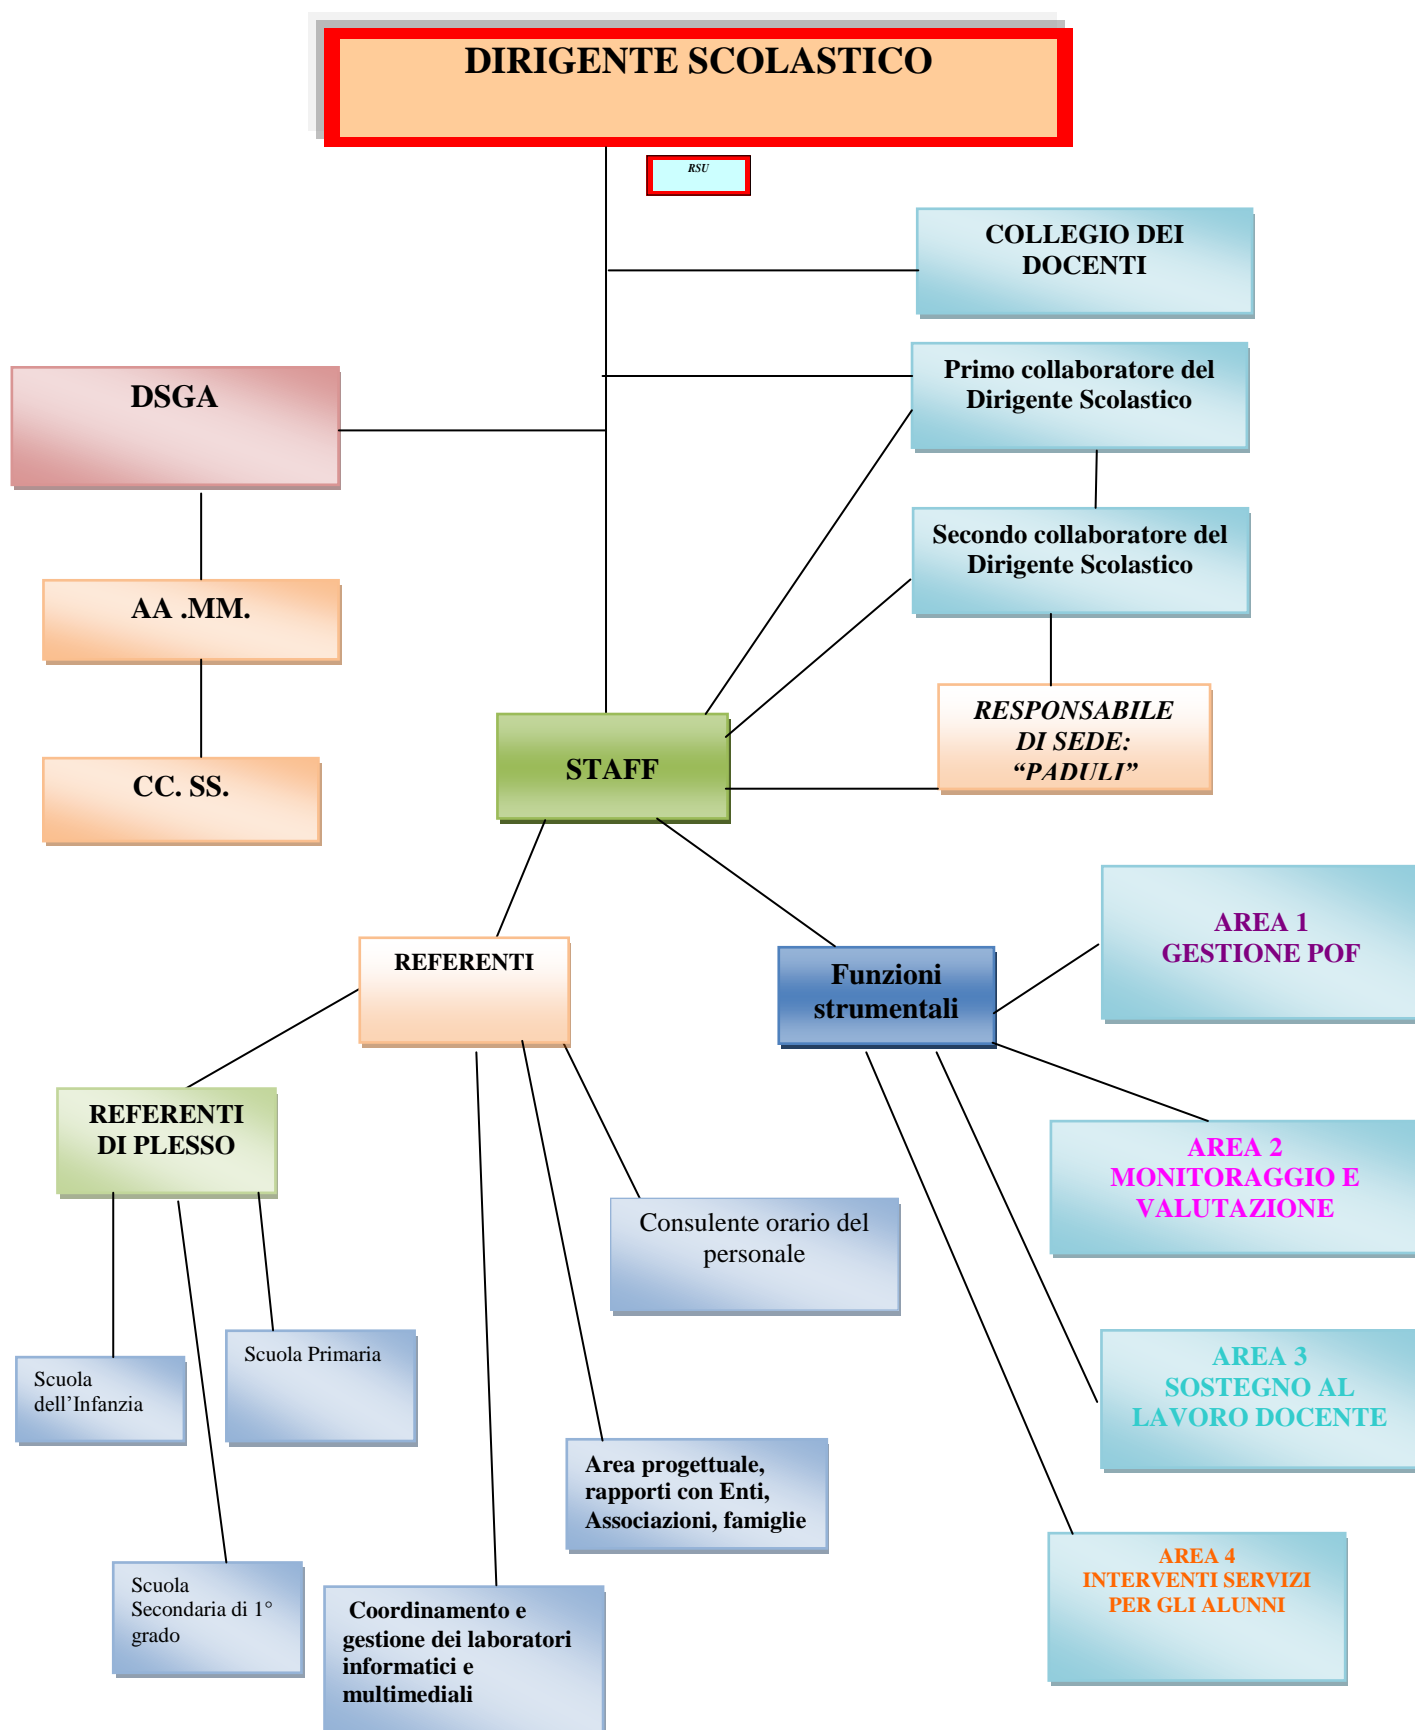 DIRIGENTE SCOLASTICO
RSU
COLLEGIO DEI
DOCENTI
Primo collaboratore del
Dirigente Scolastico
DSGA
Secondo collaboratore del
Dirigente Scolastico
AA .MM.
RESPONSABILE
DI SEDE:
“PADULI”
STAFF
CC. SS.
AREA 1
GESTIONE POF
REFERENTI
Funzioni
strumentali
REFERENTI
DI PLESSO
AREA 2
MONITORAGGIO E
VALUTAZIONE
Consulente orario del
personale
Scuola Primaria
Scuola
dell’Infanzia
AREA 3
SOSTEGNO AL
LAVORO DOCENTE
Area progettuale,
rapporti con Enti,
Associazioni, famiglie
AREA 4
INTERVENTI SERVIZI
PER GLI ALUNNI
Scuola
Secondaria di 1°
grado
Coordinamento e
gestione dei laboratori
informatici e
multimediali